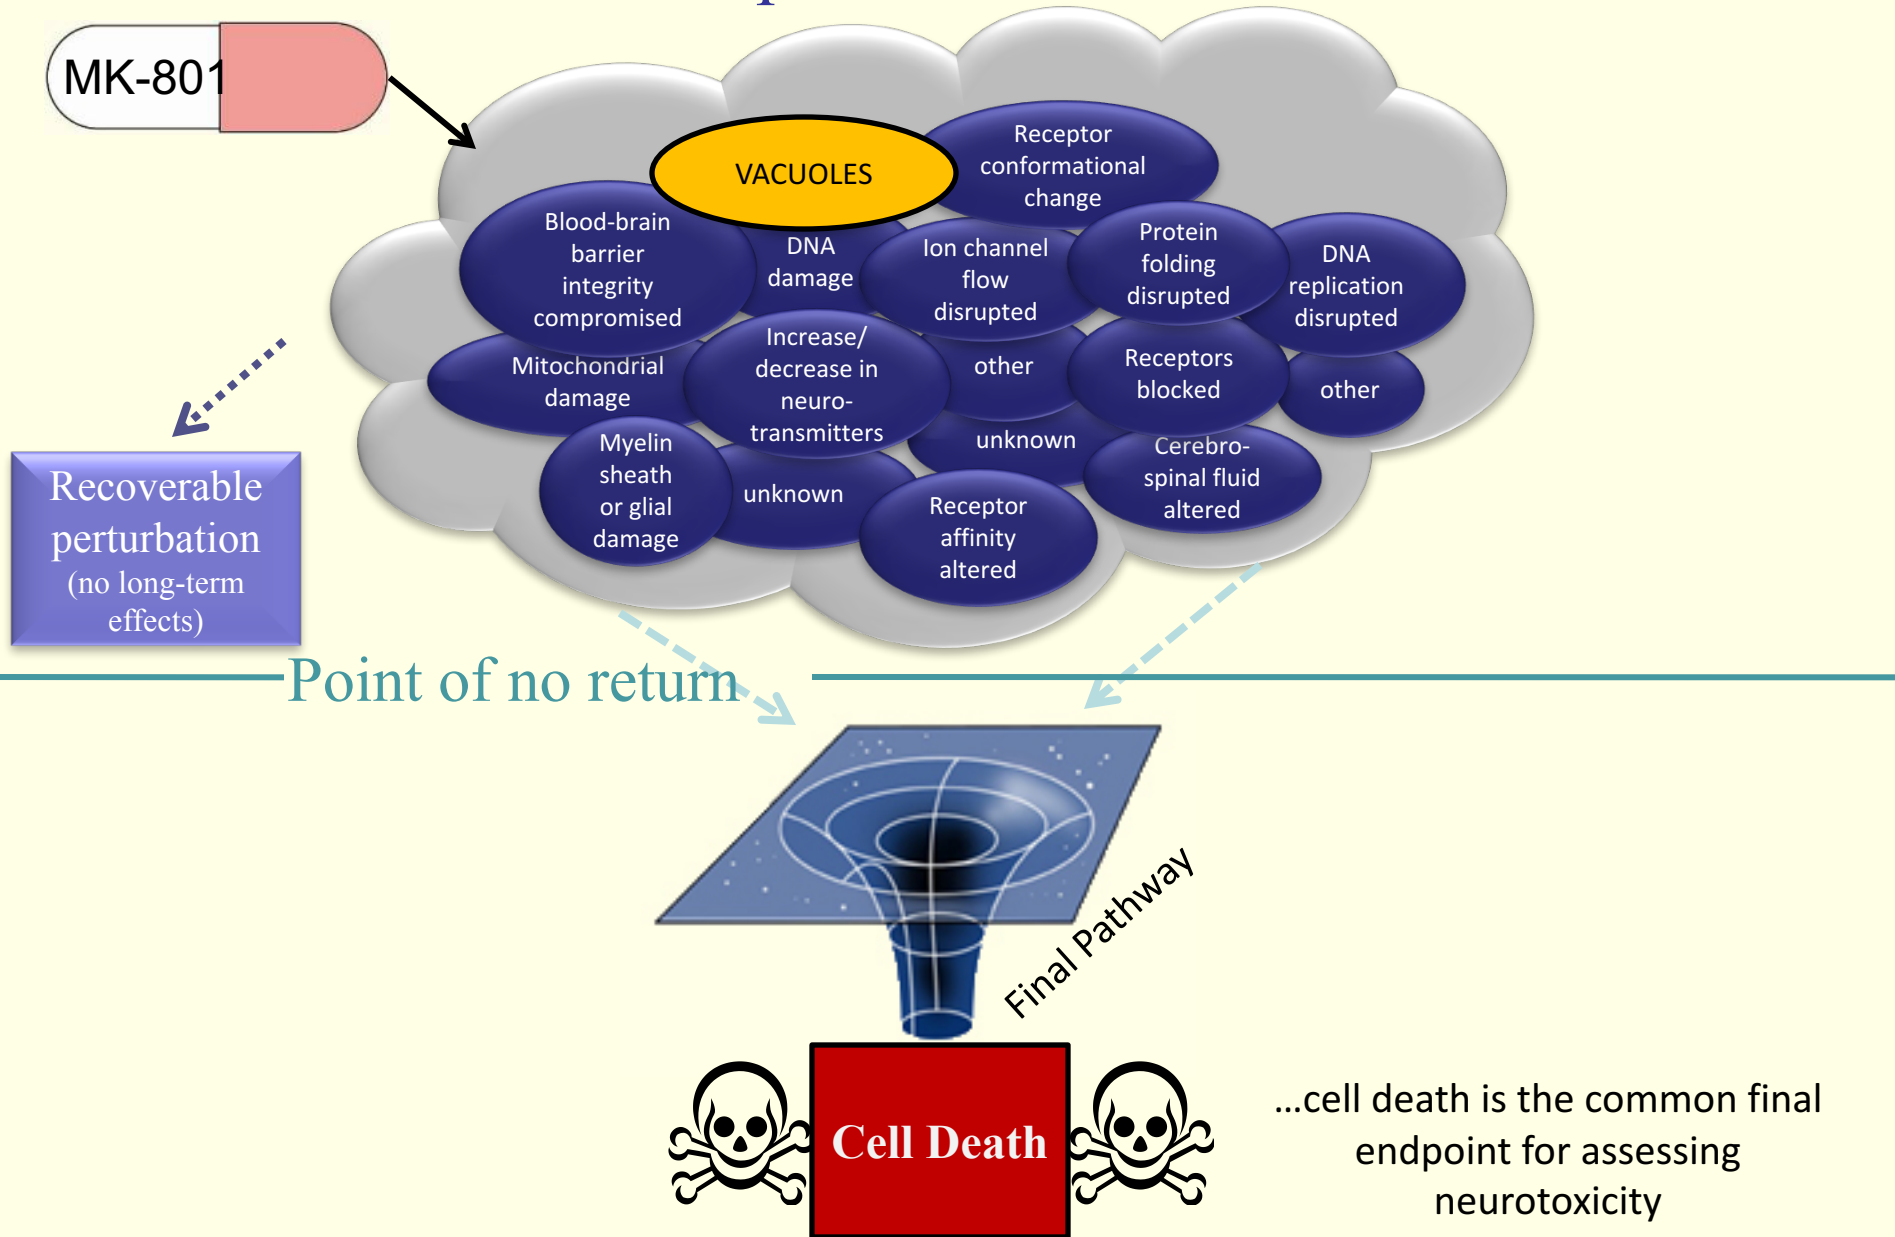 MK-801
VACUOLES
Receptor
conformational
change
Blood-brain
barrier
integrity
compromised
DNA
damage
Ion channel
flow
disrupted
Protein
folding
disrupted
DNA
replication
disrupted
Mitochondrial
damage
Increase/
decrease in
neuro-
transmitters
other
Receptors
blocked
other
Myelin
sheath
or glial
damage
unknown
unknown
Receptor
affinity
altered
Cerebro-
spinal fluid
altered
Recoverable
perturbation
(no long-term
effects)
Point of no return
Final Pathway
Cell Death
...cell death is the common final
endpoint for assessing
neurotoxicity